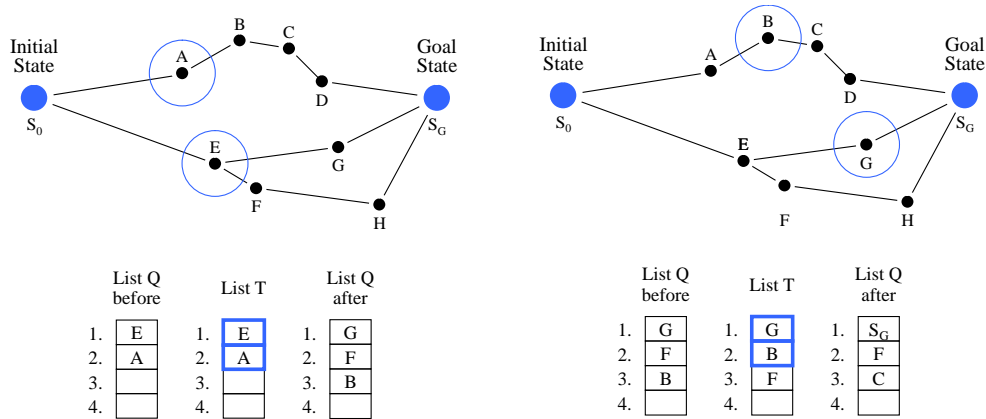 Initial
State
S0
A
B
C
D
E
F
G
H
Goal
State
SG
List Q
before
1. E
2. A
3.
4.
List T
1. E
2. A
3.
4.
List Q
after
1. G
2. F
3. B
4.
Initial
State
S0
A
B
C
D
E
F
G
H
Goal
State
SG
List Q
before
1. G
2. F
3. B
4.
List T
1. G
2. B
3. F
4.
List Q
after
1. SG
2. F
3. C
4.